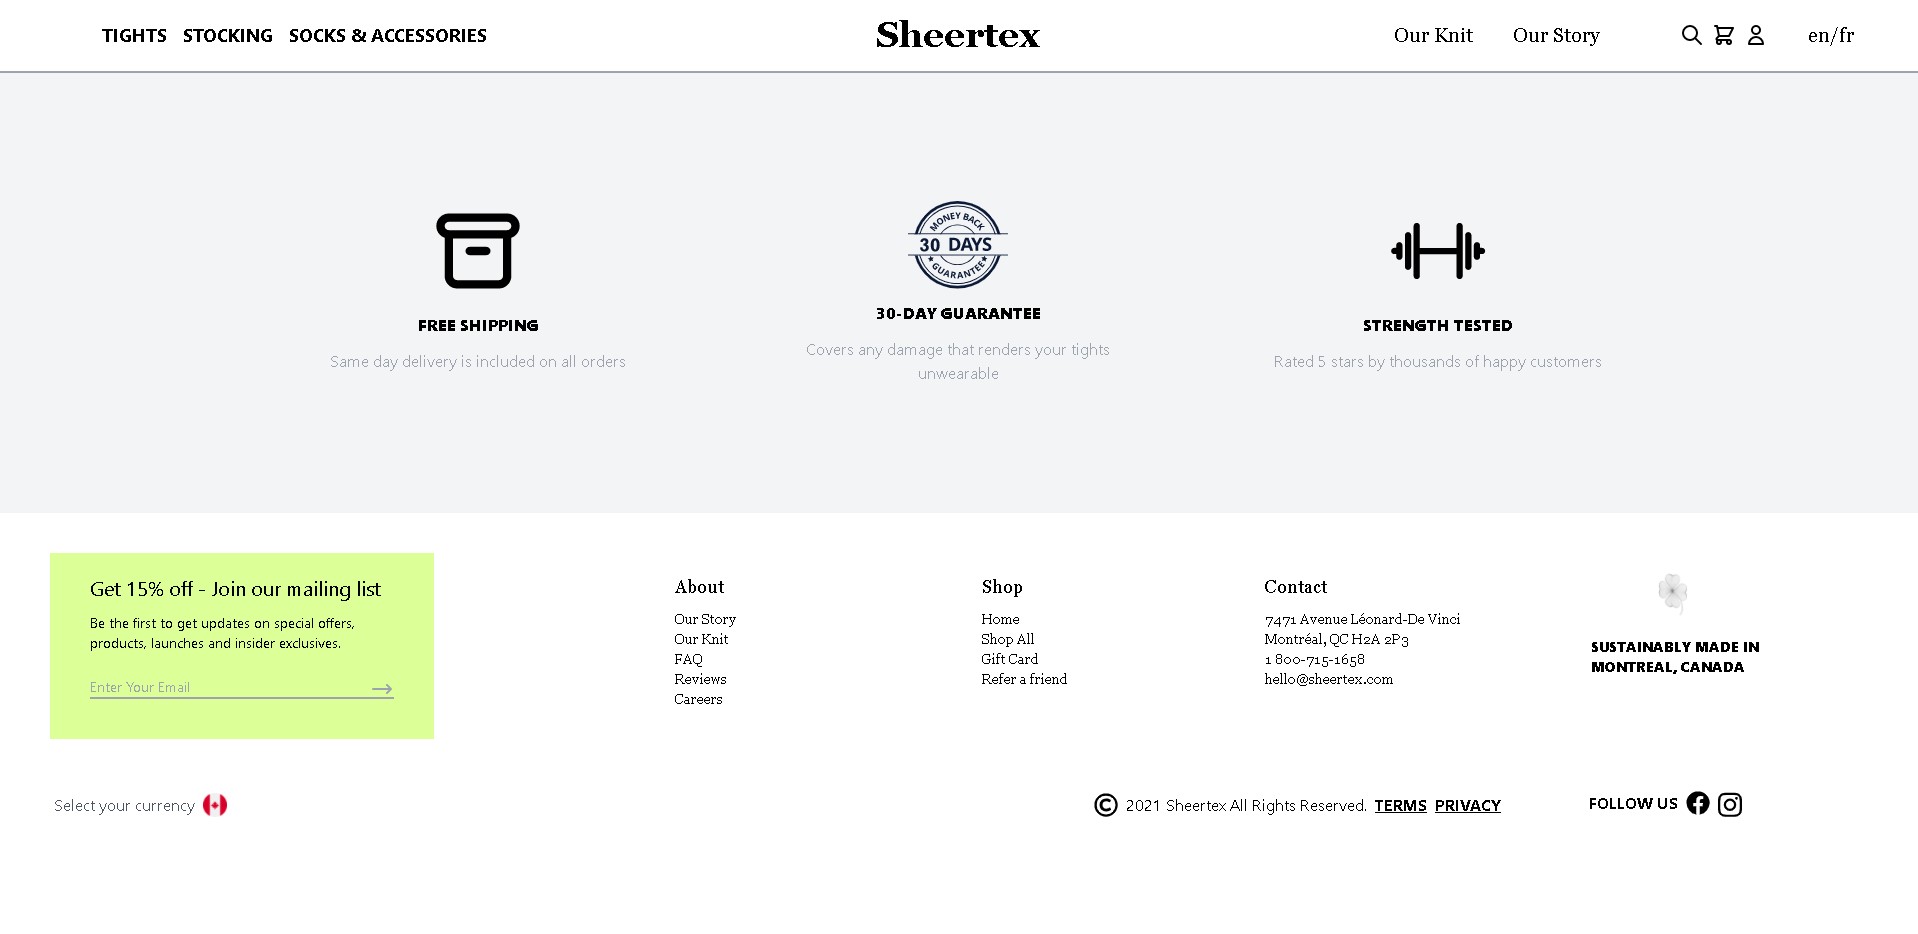 TIGHTS STOCKING SOCKS & ACCESSORIES Sheertex Our Knit Our Story en/fr
MONEY BACK
30 DAYS
GUARANTEE
FREE SHIPPING
Same day delivery is included on all orders
30-DAY GUARANTEE
Covers any damage that renders your tights
unwearable
STRENGTH TESTED
Rated 5 stars by thousands of happy customers
Get 15% off - Join our mailing list
Be the first to get updates on special offers,
products, launches and insider exclusives.
Enter Your Email
About
Our Story
Our Knit
FAQ
Reviews
Careers
Shop
Home
Shop All
Gift Card
Refer a friend
Contact
7471 Avenue Léonard-De Vinci
Montréal, QC H2A 2P3
1 800-715-1658
hello@sheertex.com
SUSTAINABLY MADE IN
MONTREAL, CANADA
Select your currency
© 2021 Sheertex All Rights Reserved. TERMS PRIVACY
FOLLOW US